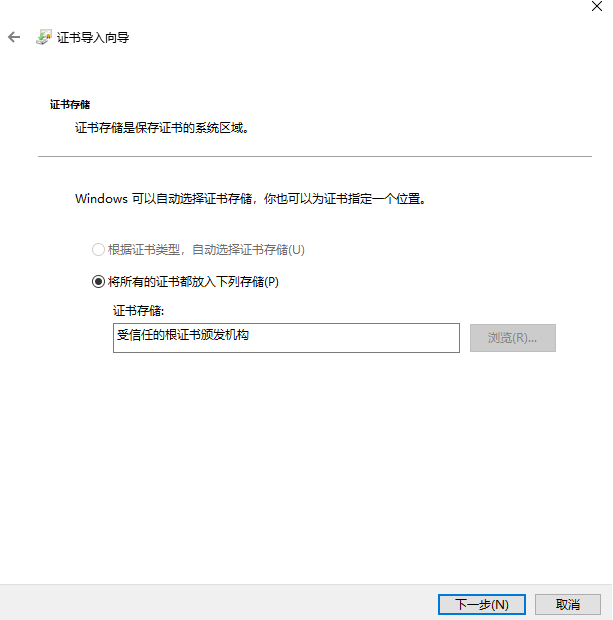 证书导入向导
证书存储
证书存储是保存证书的系统区域。
Windows 可以自动选择证书存储，你也可以为证书指定一个位置。
根据证书类型，自动选择证书存储(U)
将所有的证书都放入下列存储(P)
证书存储:
受信任的根证书颁发机构
浏览(R)...
下一步(N)
取消